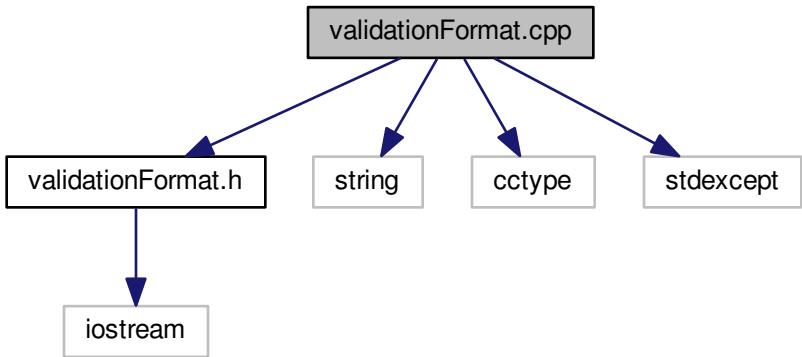 validationFormat.cpp
validationFormat.h
string
cctype
stdexcept
iostream